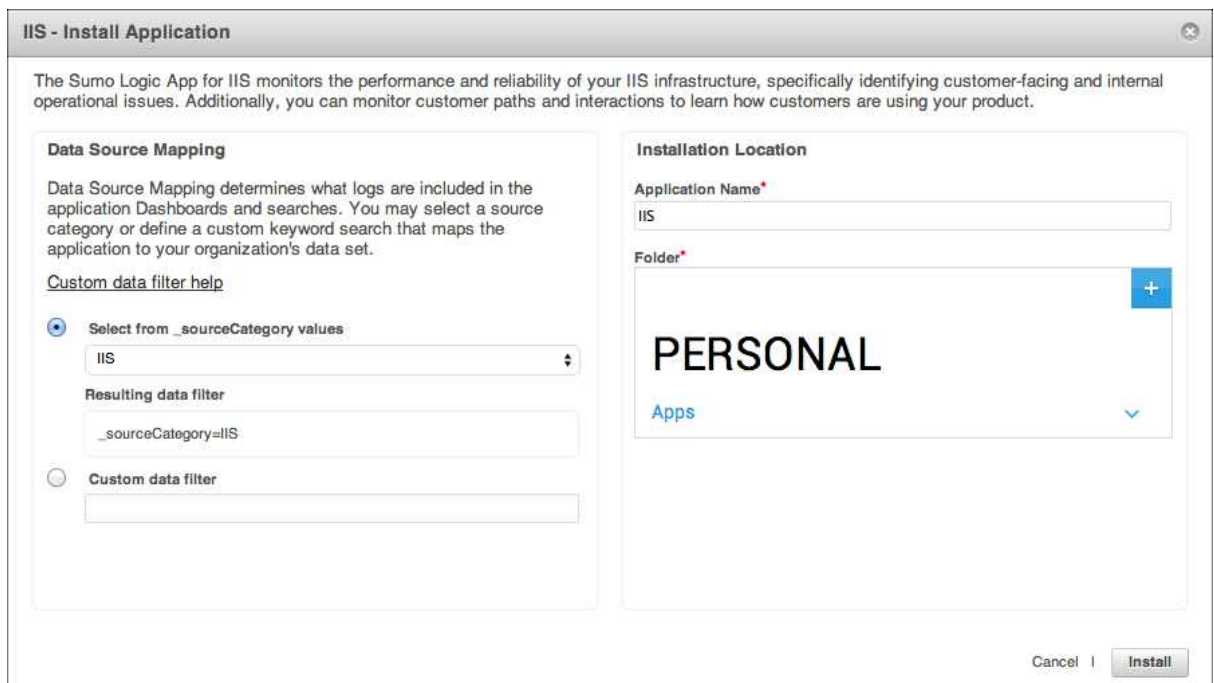 IIS - Install Application
The Sumo Logic App for IIS monitors the performance and reliability of your IIS infrastructure, specifically identifying customer-facing and internal
operational issues. Additionally, you can monitor customer paths and interactions to learn how customers are using your product.
Data Source Mapping
Data Source Mapping determines what logs are included in the
application Dashboards and searches. You may select a source
category or define a custom keyword search that maps the
application to your organization's data set.
Custom data filter help
Select from _sourceCategory values
IIS
Resulting data filter
_sourceCategory=IIS
Custom data filter
Installation Location
Application Name*
IIS
Folder*
+
PERSONAL
Apps
Cancel | Install